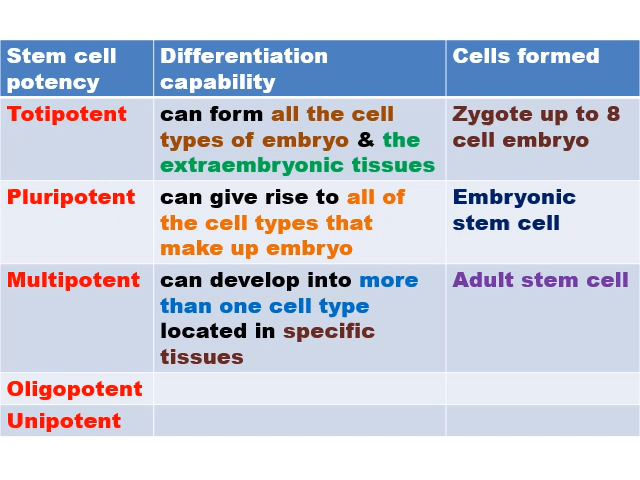 Stem cell potency
Differentiation capability
Cells formed
Totipotent
can form all the cell
types of embryo & the
extraembryonic tissues
Zygote up to 8
cell embryo
Pluripotent
can give rise to all of
the cell types that
make up embryo
Embryonic
stem cell
Multipotent
can develop into more
than one cell type
located in specific
tissues
Adult stem cell
Oligopotent
Unipotent